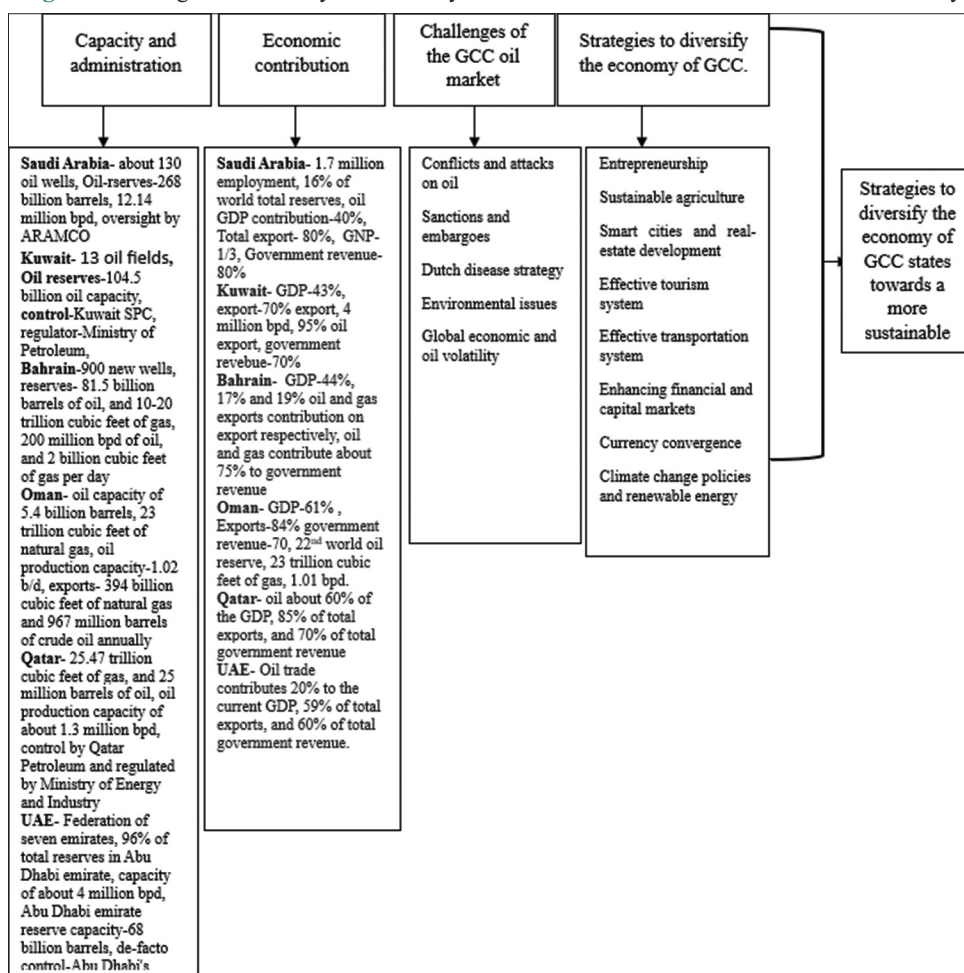 Capacity and
administration
Economic
contribution
Challenges of
the GCC oil
market
Strategies to diversify
the economy of GCC.
Saudi Arabia- about 130
oil wells, Oil-rserves-268
billion barrels, 12.14
million bpd, oversight by
ARAMCO
Kuwait- 13 oil fields,
Oil reserves-104.5
billion oil capacity,
control-Kuwait SPC,
regulator-Ministry of
Petroleum,
Bahrain-900 new wells,
reserves- 81.5 billion
barrels of oil, and 10-20
trillion cubic feet of gas,
200 million bpd of oil,
and 2 billion cubic feet
of gas per day
Oman- oil capacity of
5.4 billion barrels, 23
trillion cubic feet of
natural gas, oil
production capacity-1.02
b/d, exports- 394 billion
cubic feet of natural gas
and 967 million barrels
of crude oil annually
Qatar- 25.47 trillion
cubic feet of gas, and 25
million barrels of oil, oil
production capacity of
about 1.3 million bpd,
control by Qatar
Petroleum and regulated
by Ministry of Energy
and Industry
UAE- Federation of
seven emirates, 96% of
total reserves in Abu
Dhabi emirate, capacity
of about 4 million bpd,
Abu Dhabi emirate
reserve capacity-68
billion barrels, de-facto
control-Abu Dhabi's
Saudi Arabia- 1.7 million
employment, 16% of
world total reserves, oil
GDP contribution-40%,
Total export- 80%, GNP-
1/3, Government revenue-
80%
Kuwait- GDP-43%,
export-70% export, 4
million bpd, 95% oil
export, government
revebue-70%
Bahrain- GDP-44%,
17% and 19% oil and gas
exports contribution on
export respectively, oil
and gas contribute about
75% to government
revenue
Oman- GDP-61% ,
Exports-84% government
revenue-70, 22nd world oil
reserve, 23 trillion cubic
feet of gas, 1.01 bpd.
Qatar- oil about 60% of
the GDP, 85% of total
exports, and 70% of total
government revenue
UAE- Oil trade
contributes 20% to the
current GDP, 59% of total
exports, and 60% of total
government revenue.
Conflicts and attacks
on oil
Sanctions and
embargoes
Dutch disease strategy
Environmental issues
Global economic and
oil volatility
Entrepreneurship
Sustainable agriculture
Smart cities and real-
estate development
Effective tourism
system
Effective transportation
system
Enhancing financial and
capital markets
Currency convergence
Climate change policies
and renewable energy
Strategies to
diversify the
economy of
GCC states
towards a
more
sustainable